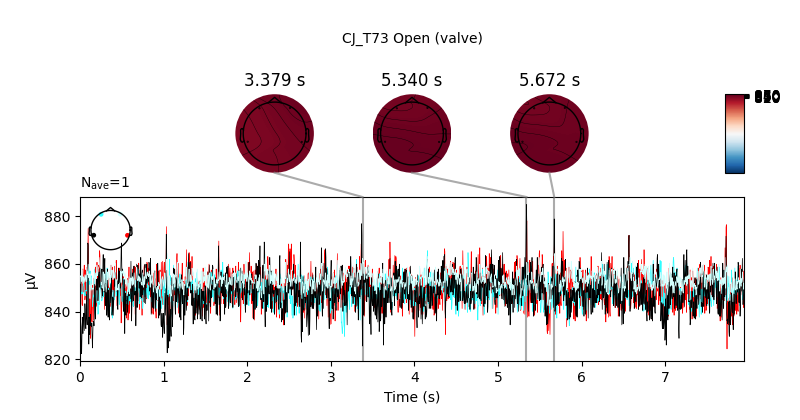 CJ_T73 Open (valve)
3.379 s 5.340 s 5.672 s
Nave=1
880
860
840
820
µV
0 1 2 3 4 5 6 7
Time (s)